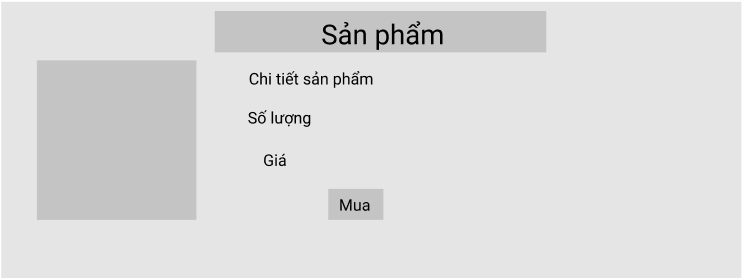 Sản phẩm
Chi tiết sản phẩm
Số lượng
Giá
Mua